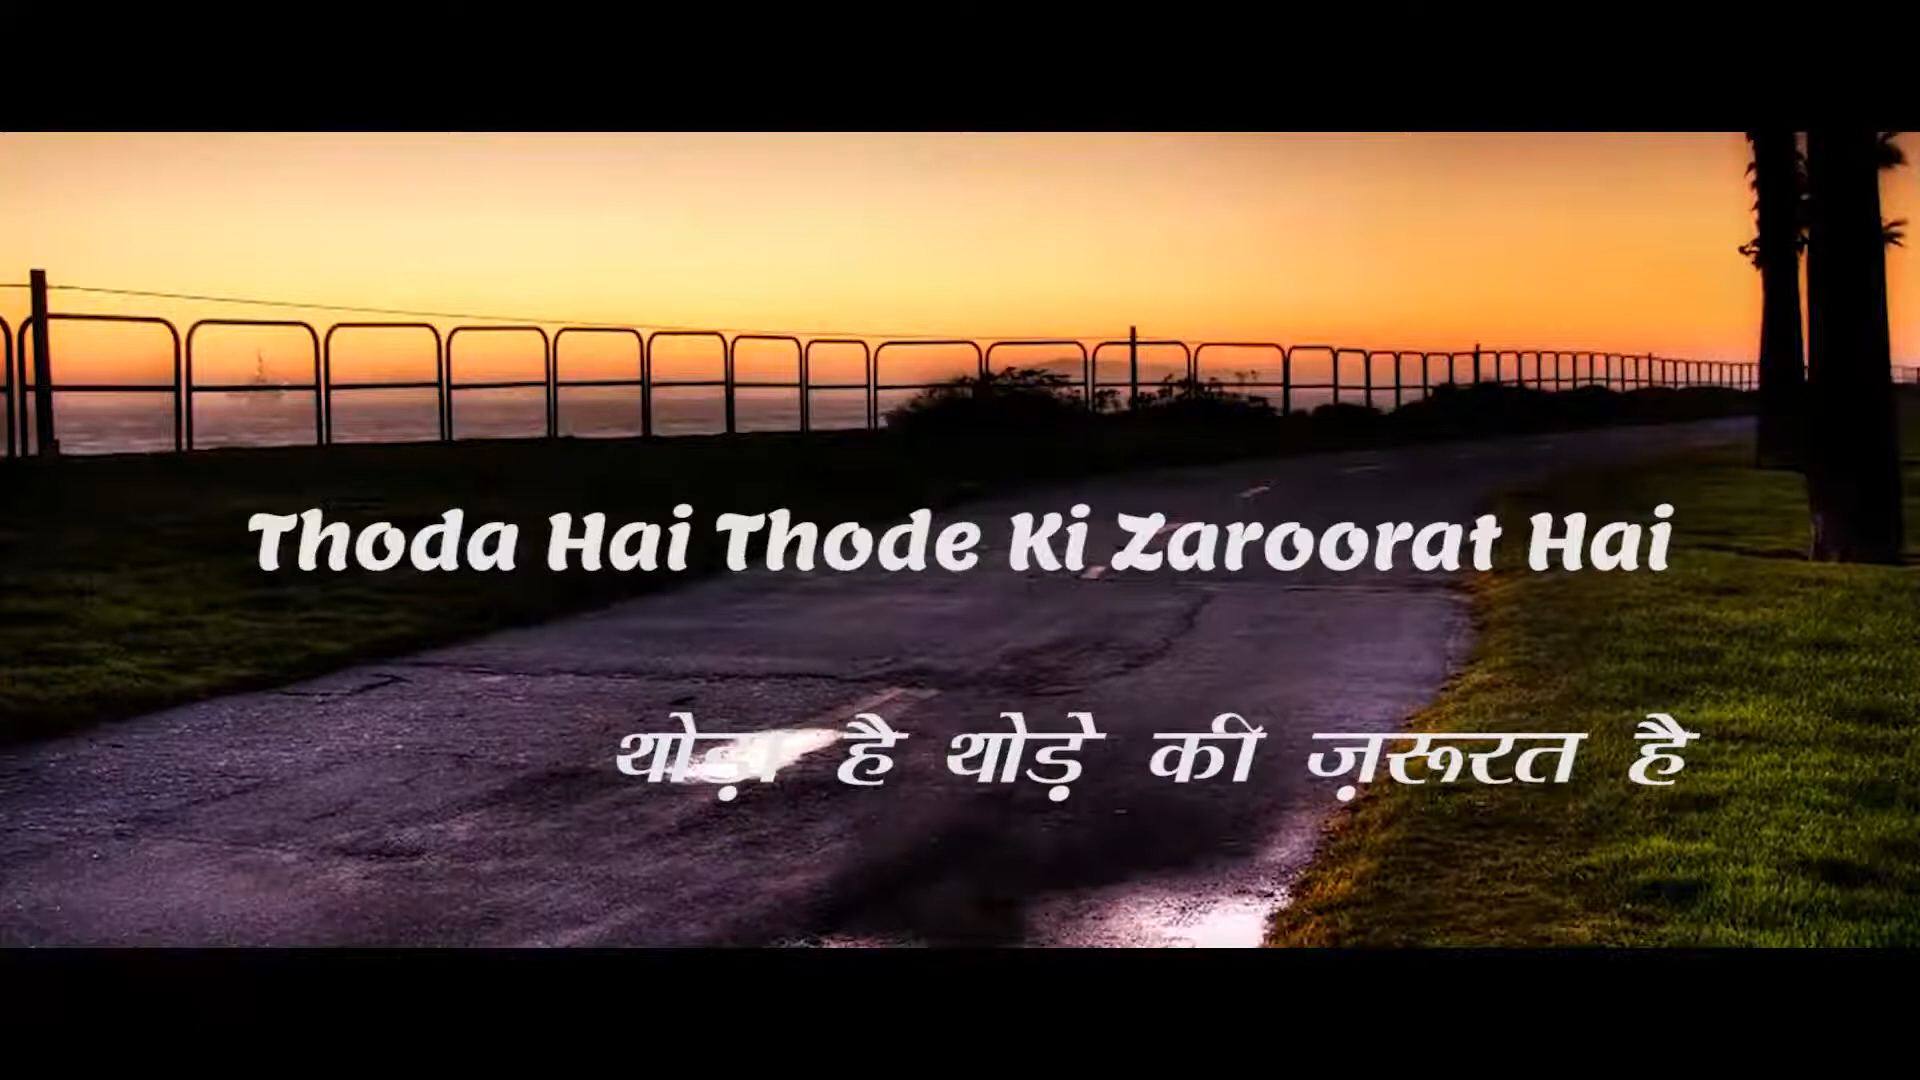 Thoda Hai Thode Ki Zaroorat Hai
थोड़ा है थोड़े की ज़रूरत है